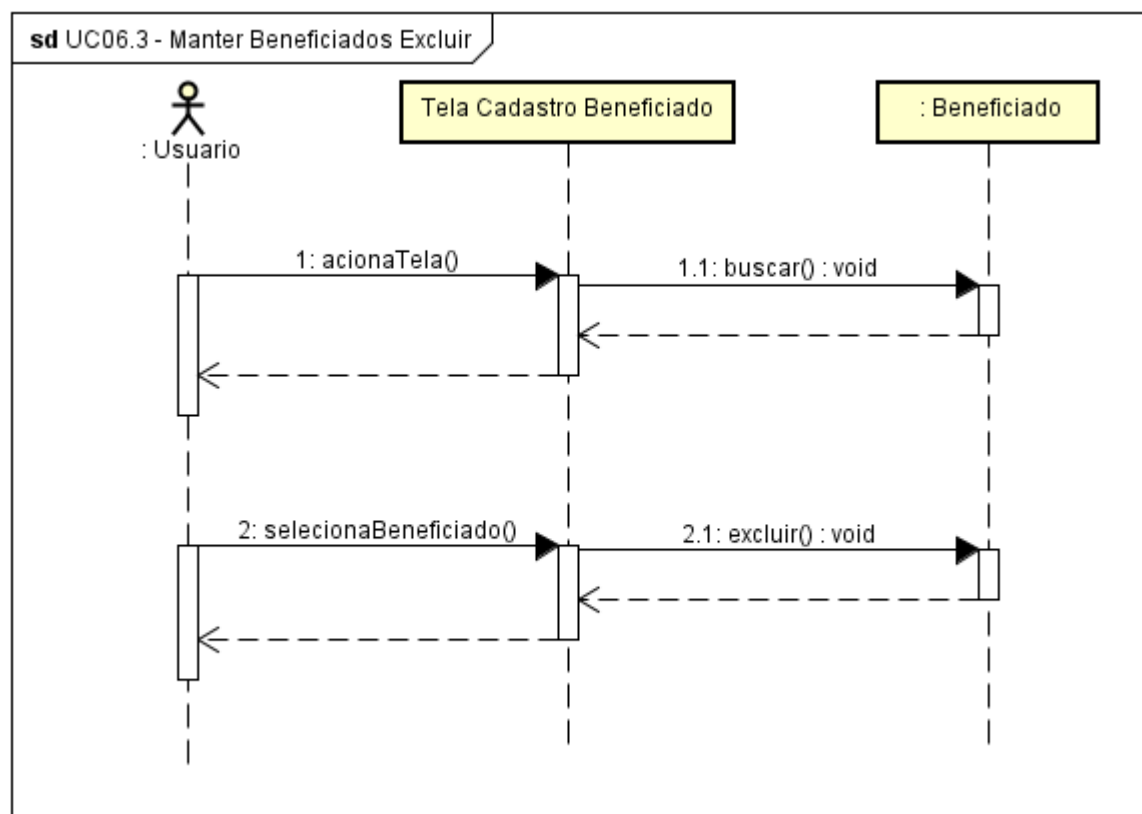 sd UC06.3 - Manter Beneficiados Excluir
: Usuario
Tela Cadastro Beneficiado
: Beneficiado
1: acionaTela()
1.1: buscar() : void
2: selecionaBeneficiado()
2.1: excluir() : void